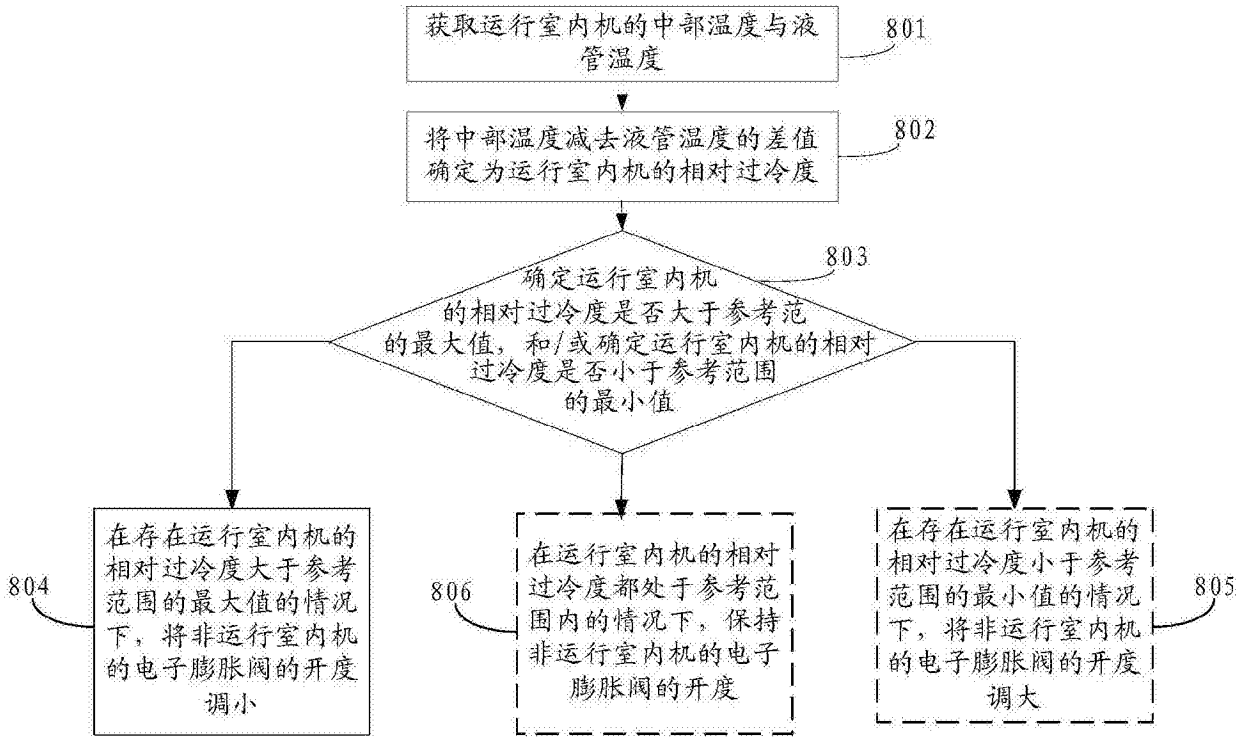 获取运行室内机的中部温度与液
管温度
801
将中部温度减去液管温度的差值
确定为运行室内机的相对过冷度
802
803
确定运行室内机
的相对过冷度是否大于参考范
的最大值，和/或确定运行室内机的相对
过冷度是否小于参考范围
的最小值
804
在存在运行室内机的
相对过冷度大于参考
范围的最大值的情况
下，将非运行室内机
的电子膨胀阀的开度
调小
806
在运行室内机的相对
过冷度都处于参考范
围内的情况下，保持
非运行室内机的电子
膨胀阀的开度
在存在运行室内机的
相对过冷度小于参考
范围的最小值的情况
下，将非运行室内机
的电子膨胀阀的开度
调大
805